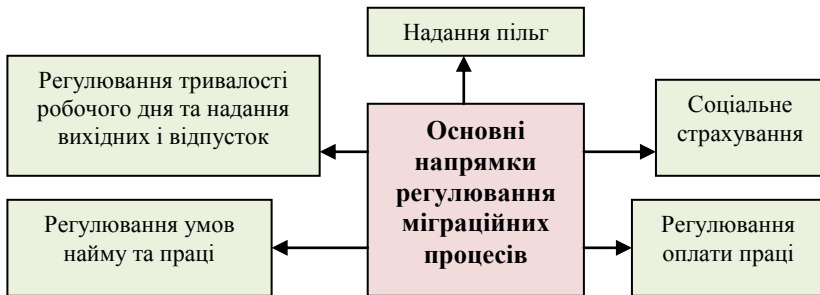 Надання пільг
Регулювання тривалості
робочого дня та надання
вихідних і відпусток
Основні
напрямки
регулювання
міграційних
процесів
Соціальне
страхування
Регулювання умов
найму та праці
Регулювання
оплати праці